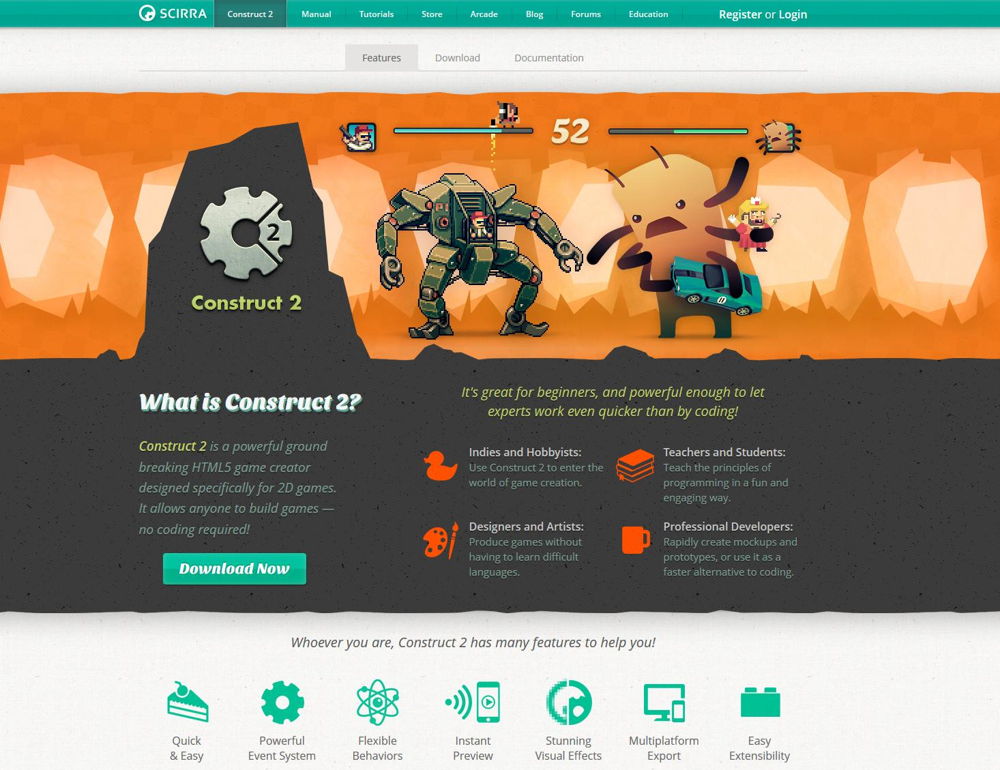 SCIRRA
Construct 2
Manual
Tutorials
Store
Arcade
Blog
Forums
Education
Register or Login
Features
Download
Documentation
52
PI
2
11
Construct 2
What is Construct 2?
Construct 2 is a powerful ground
breaking HTML5 game creator
designed specifically for 2D games.
It allows anyone to build games —
no coding required!
Download Now
It's great for beginners, and powerful enough to let
experts work even quicker than by coding!
Indies and Hobbyists:
Use Construct 2 to enter the
world of game creation.
Teachers and Students:
Teach the principles of
programming in a fun and
engaging way.
Designers and Artists:
Produce games without
having to learn difficult
languages.
Professional Developers:
Rapidly create mockups and
prototypes, or use it as a
faster alternative to coding.
Whoever you are, Construct 2 has many features to help you!
Quick
& Easy
Powerful
Event System
Flexible
Behaviors
Instant
Preview
Stunning
Visual Effects
Multiplatform
Export
Easy
Extensibility